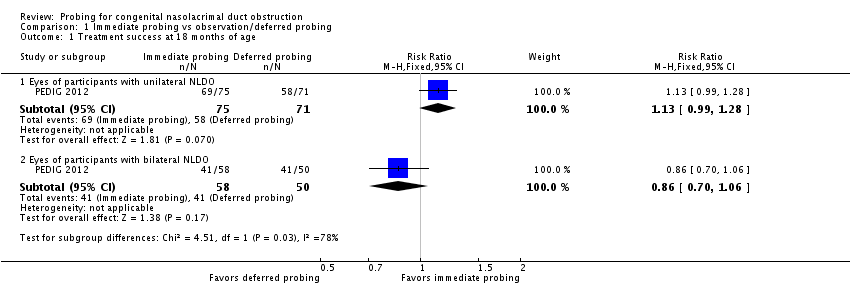 Review: Probing for congenital nasolacrimal duct obstruction
Comparison: 1 Immediate probing vs observation/deferred probing
Outcome: 1 Treatment success at 18 months of age
Study or subgroup Immediate probing Deferred probing Risk Ratio Weight Risk Ratio
n/N n/N M-H,Fixed,95% CI M-H,Fixed,95% CI
1 Eyes of participants with unilateral NLDO
PEDIG 2012 69/75 58/71 100.0 % 1.13 [ 0.99, 1.28 ]
Subtotal (95% CI) 75 71 100.0 % 1.13 [ 0.99, 1.28 ]
Total events: 69 (Immediate probing), 58 (Deferred probing)
Heterogeneity: not applicable
Test for overall effect: Z = 1.81 (P = 0.070)
2 Eyes of participants with bilateral NLDO
PEDIG 2012 41/58 41/50 100.0 % 0.86 [ 0.70, 1.06 ]
Subtotal (95% CI) 58 50 100.0 % 0.86 [ 0.70, 1.06 ]
Total events: 41 (Immediate probing), 41 (Deferred probing)
Heterogeneity: not applicable
Test for overall effect: Z = 1.38 (P = 0.17)
Test for subgroup differences: Chi² = 4.51, df = 1 (P = 0.03), I² =78%
0.5 0.7 1 1.5 2
Favors deferred probing Favors immediate probing